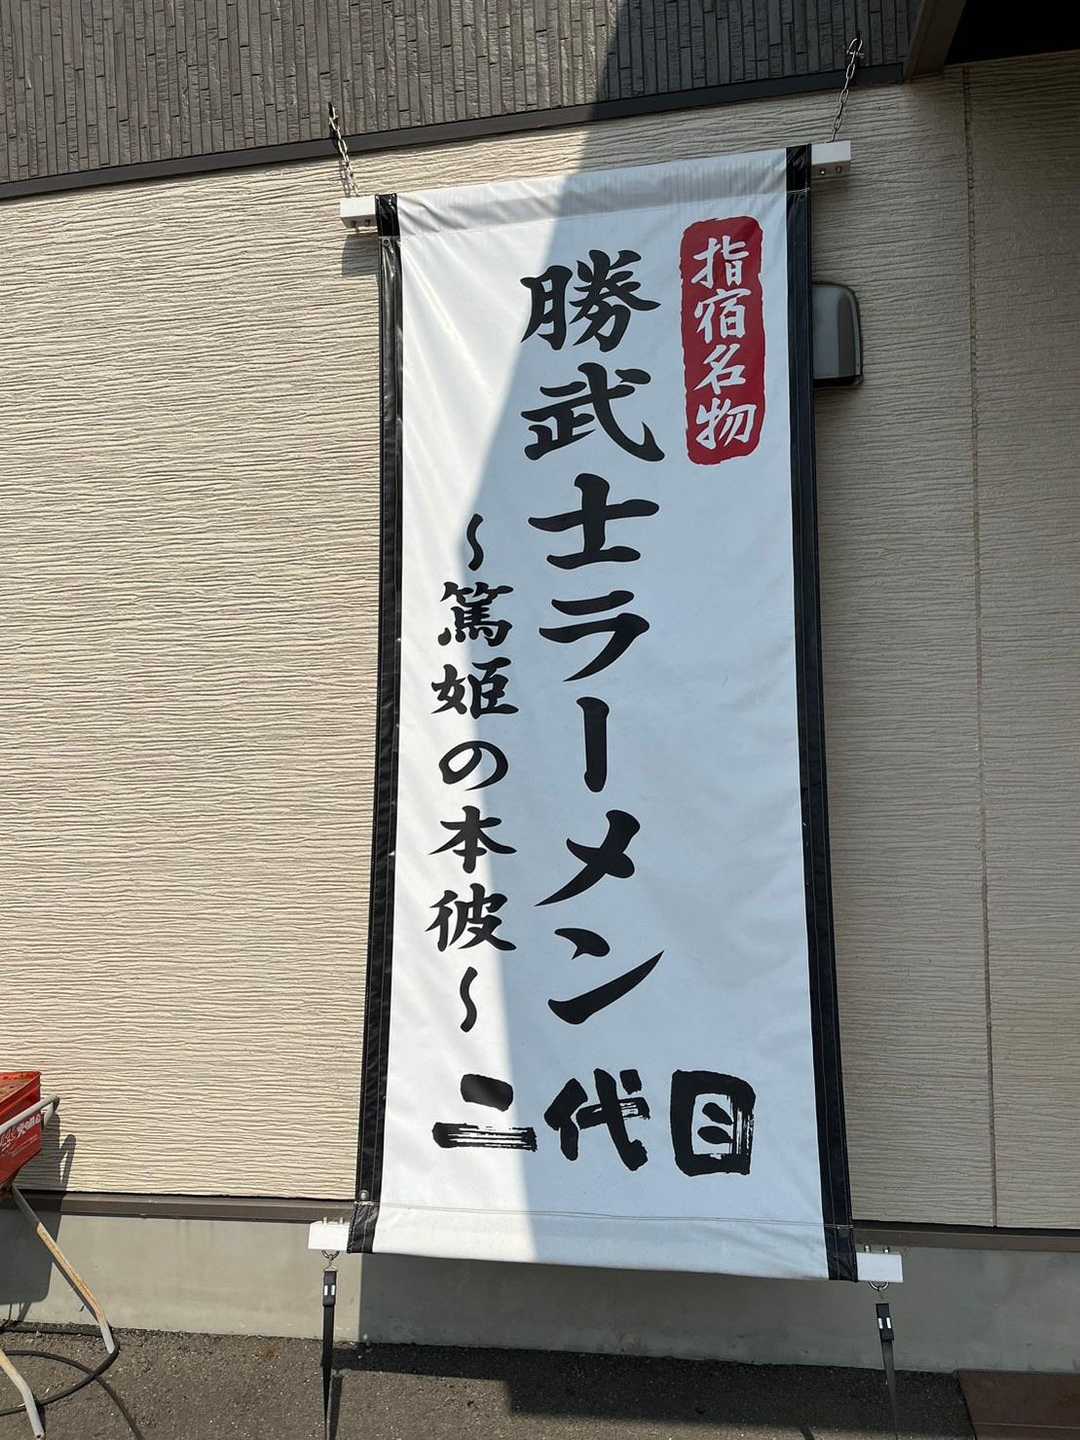 指宿名物
勝武士ラーメン
〜篤姫の本彼〜
二代目